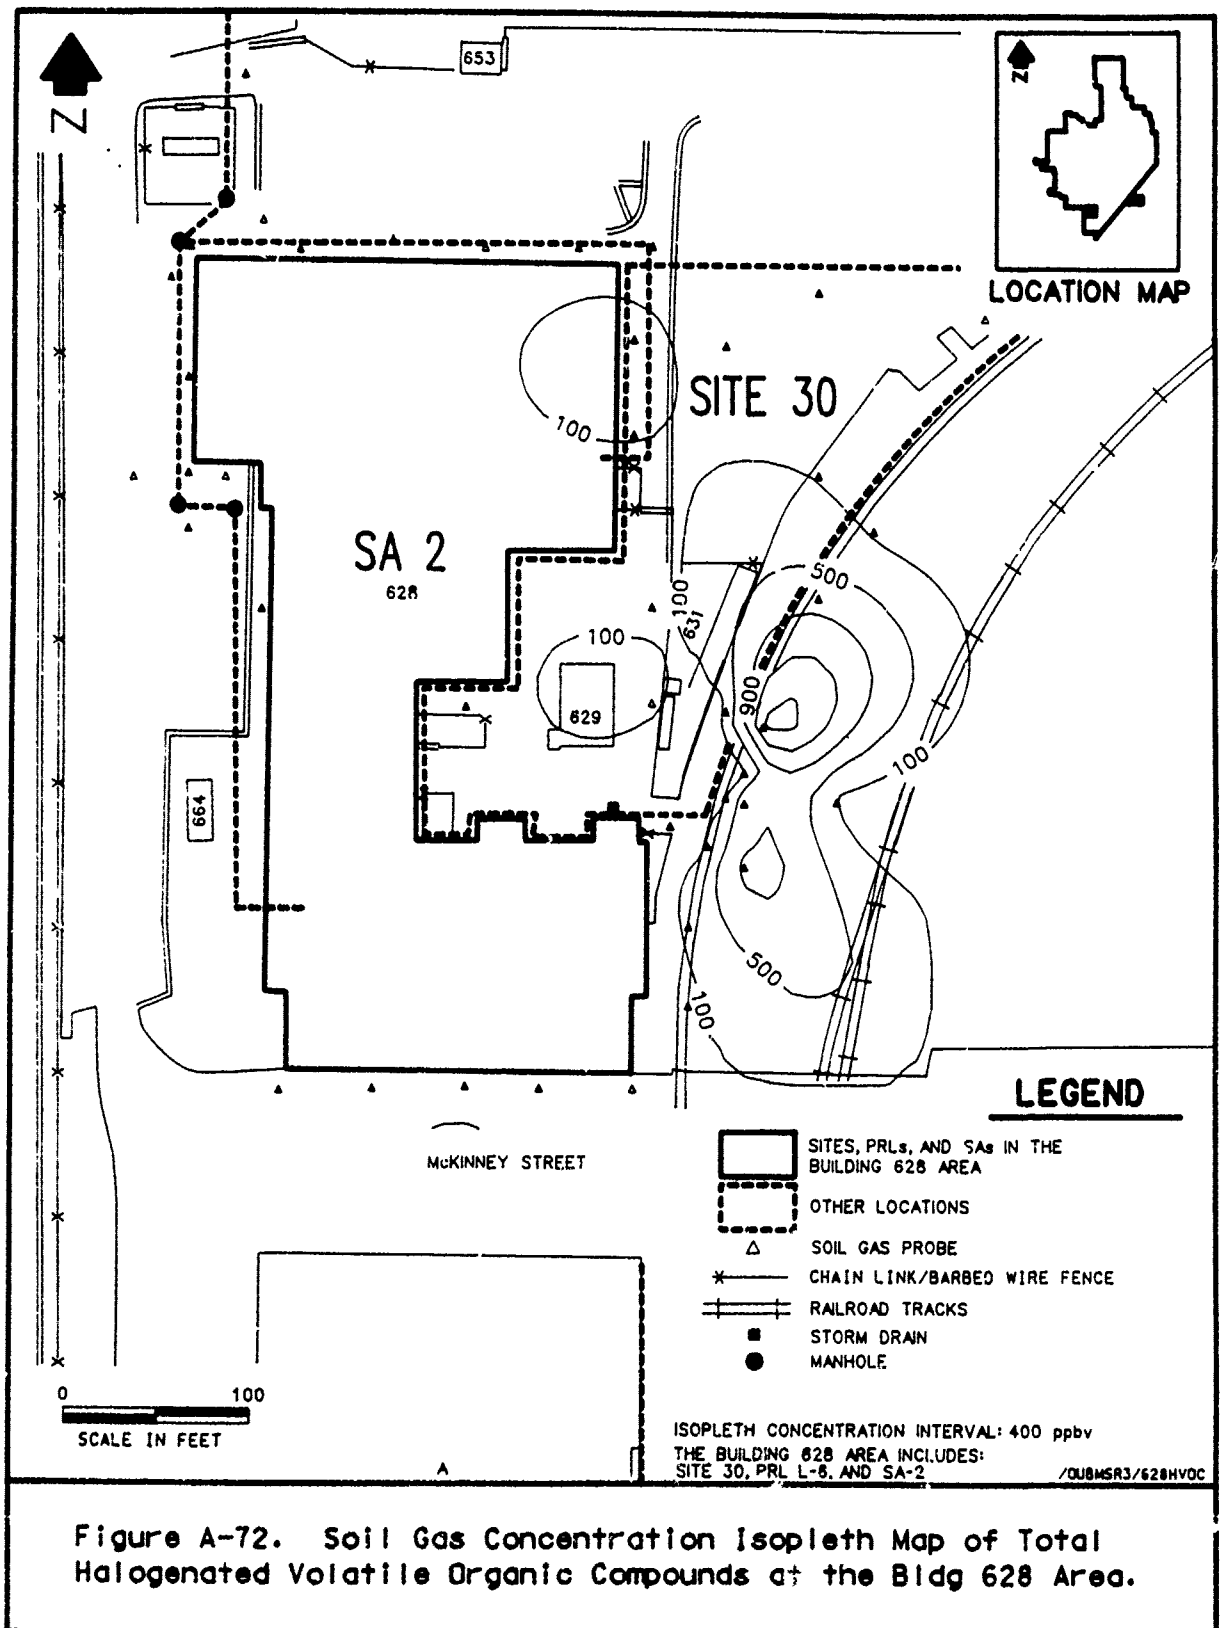 653
N
N
LOCATION MAP
SITE 30
100
SA 2
628
500
100
631
100
900
629
100
664
500
100
LEGEND
SITES, PRLs, AND SAs IN THE
BUILDING 628 AREA
OTHER LOCATIONS
SOIL GAS PROBE
CHAIN LINK/BARBED WIRE FENCE
RAILROAD TRACKS
STORM DRAIN
MANHOLE
McKINNEY STREET
0 100
SCALE IN FEET
ISOPLETH CONCENTRATION INTERVAL: 400 ppbv
THE BUILDING 628 AREA INCLUDES:
SITE 30, PRL L-6, AND SA-2
/OU8MSR3/628HVOC
A
Figure A-72. Soil Gas Concentration Isopleth Map of Total
Halogenated Volatile Organic Compounds at the Bldg 628 Area.